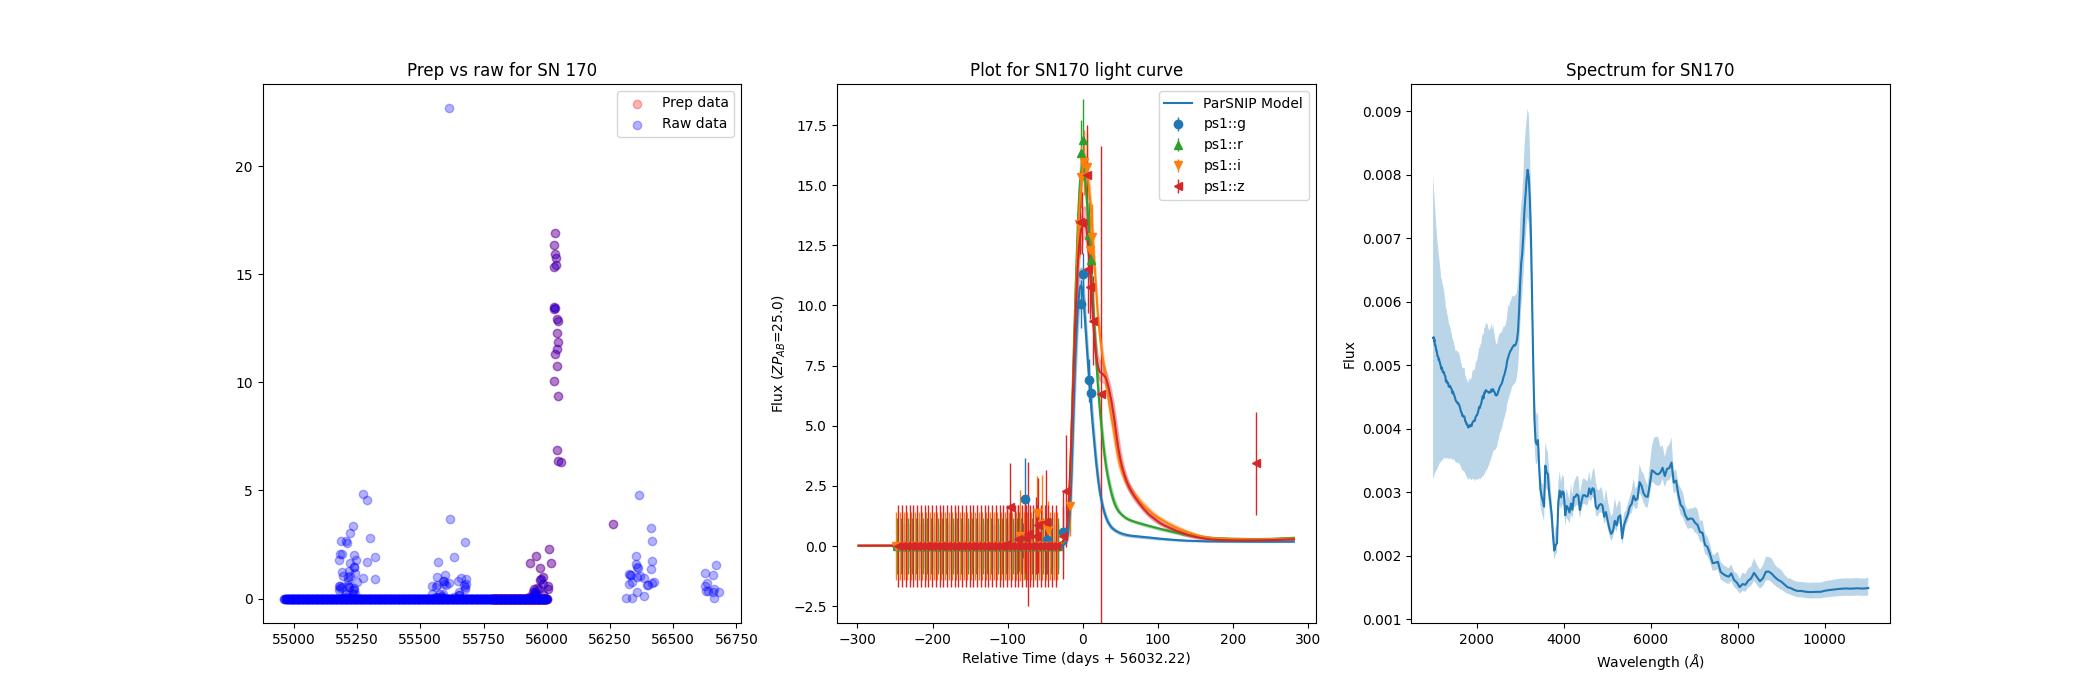 Prep vs raw for SN 170
Prep data
Raw data
20
15
10
5
0
55000 55250 55500 55750 56000 56250 56500 56750
Plot for SN170 light curve
ParSNIP Model
ps1::g
ps1::r
ps1::i
ps1::z
Flux (ZP_AB=25.0)
17.5
15.0
12.5
10.0
7.5
5.0
2.5
0.0
−2.5
−300 −200 −100 0 100 200 300
Relative Time (days + 56032.22)
Spectrum for SN170
Flux
0.009
0.008
0.007
0.006
0.005
0.004
0.003
0.002
0.001
2000 4000 6000 8000 10000
Wavelength (Å)